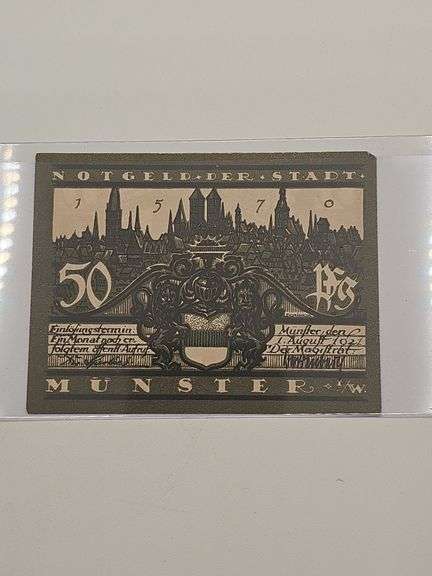 NOTGELD·DER·STADT·
1570
50 Pfg
Einlösungstermin:
Ein Monat nach er-
folgtem öffentl. Aufruf
Münster, den
1. August 1921
Der Magistrat:
MÜNSTER i/W.